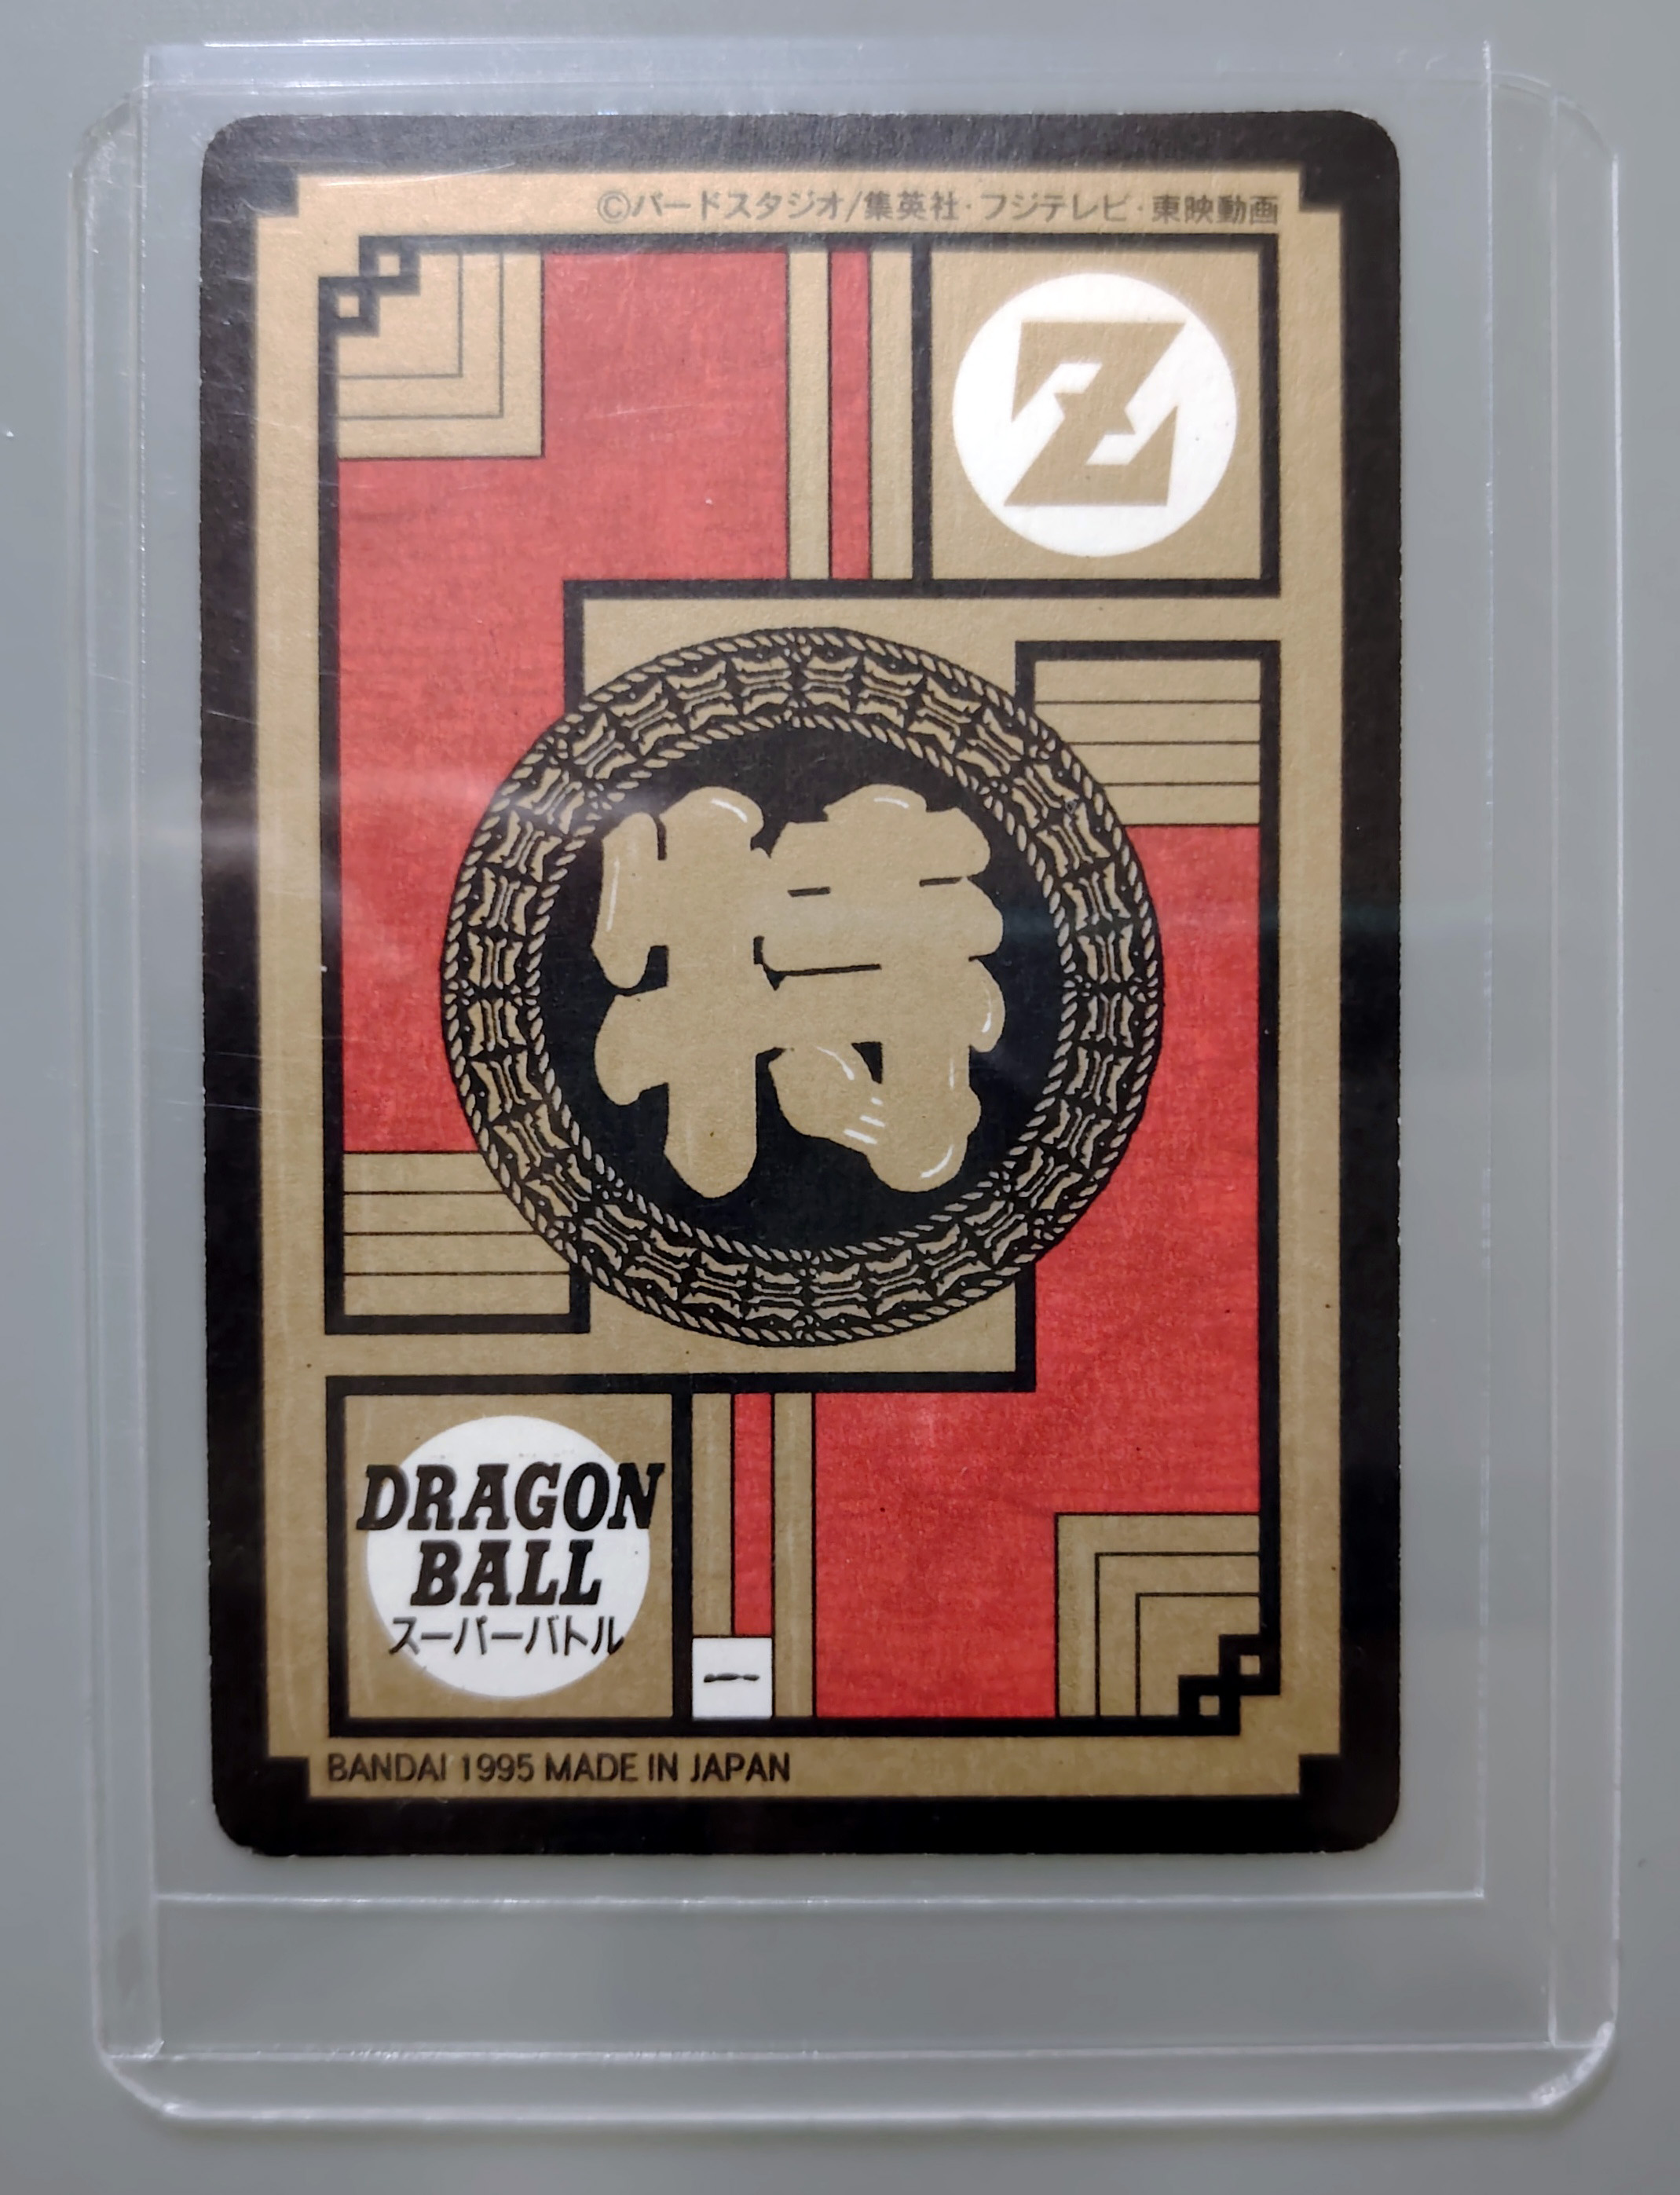 ©バードスタジオ/集英社・フジテレビ・東映動画
Z
特
DRAGON
BALL
スーパーバトル
一
BANDAI 1995 MADE IN JAPAN